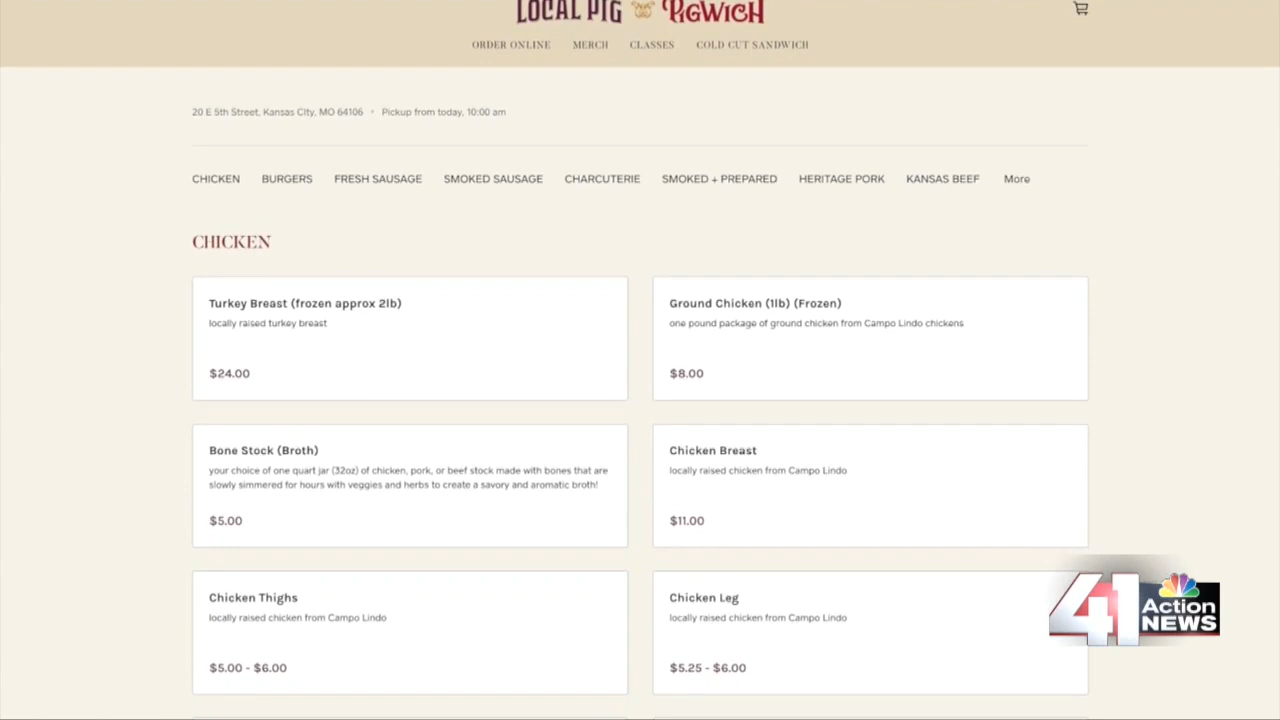 LOCAL PIG PIGWICH
ORDER ONLINE MERCH CLASSES COLD CUT SANDWICH
20 E 5th Street, Kansas City, MO 64106 • Pickup from today, 10:00 am
CHICKEN BURGERS FRESH SAUSAGE SMOKED SAUSAGE CHARCUTERIE SMOKED + PREPARED HERITAGE PORK KANSAS BEEF More
CHICKEN
Turkey Breast (frozen approx 2lb)
locally raised turkey breast
$24.00
Ground Chicken (1lb) (Frozen)
one pound package of ground chicken from Campo Lindo chickens
$8.00
Bone Stock (Broth)
your choice of one quart jar (32oz) of chicken, pork, or beef stock made with bones that are
slowly simmered for hours with veggies and herbs to create a savory and aromatic broth!
$5.00
Chicken Breast
locally raised chicken from Campo Lindo
$11.00
Chicken Thighs
locally raised chicken from Campo Lindo
$5.00 - $6.00
Chicken Leg
locally raised chicken from Campo Lindo
$5.25 - $6.00
41 Action
NEWS